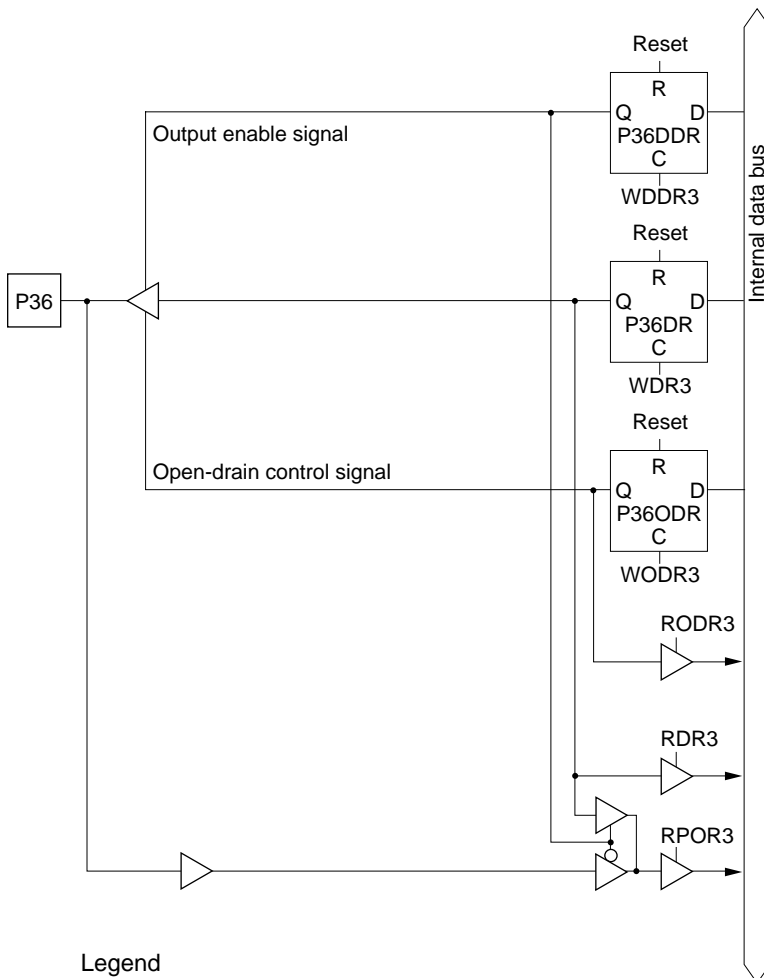 Reset
R
Q D
P36DDR
C
WDDR3
Output enable signal
Internal data bus
Reset
R
Q D
P36DR
C
WDR3
P36
Reset
R
Q D
P36ODR
C
WODR3
Open-drain control signal
RODR3
RDR3
RPOR3
Legend